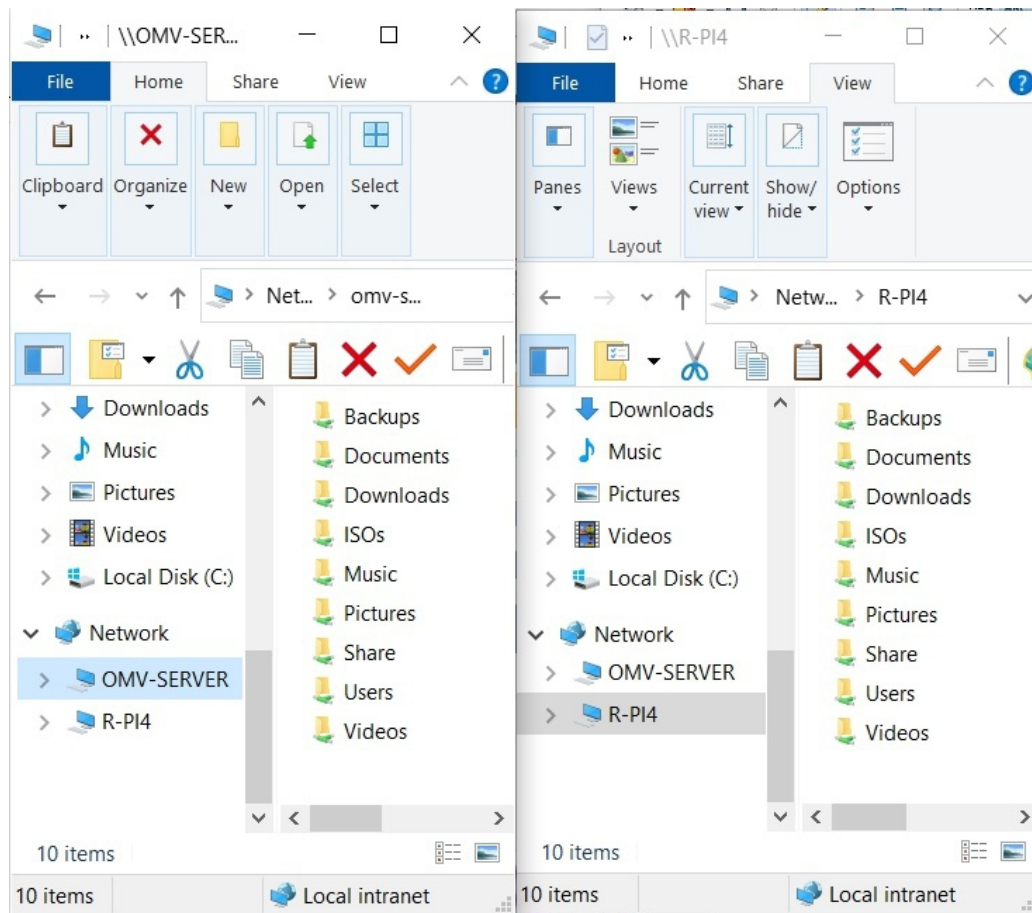 \\OMV-SER...
File Home Share View
Clipboard Organize New Open Select
Net... omv-s...
Downloads
Music
Pictures
Videos
Local Disk (C:)
Network
OMV-SERVER
R-PI4
Backups
Documents
Downloads
ISOs
Music
Pictures
Share
Users
Videos
10 items
10 items Local intranet
\\R-PI4
File Home Share View
Panes Views Current view Show/ hide Options
Layout
Netw... R-PI4
Downloads
Music
Pictures
Videos
Local Disk (C:)
Network
OMV-SERVER
R-PI4
Backups
Documents
Downloads
ISOs
Music
Pictures
Share
Users
Videos
10 items
10 items Local intranet